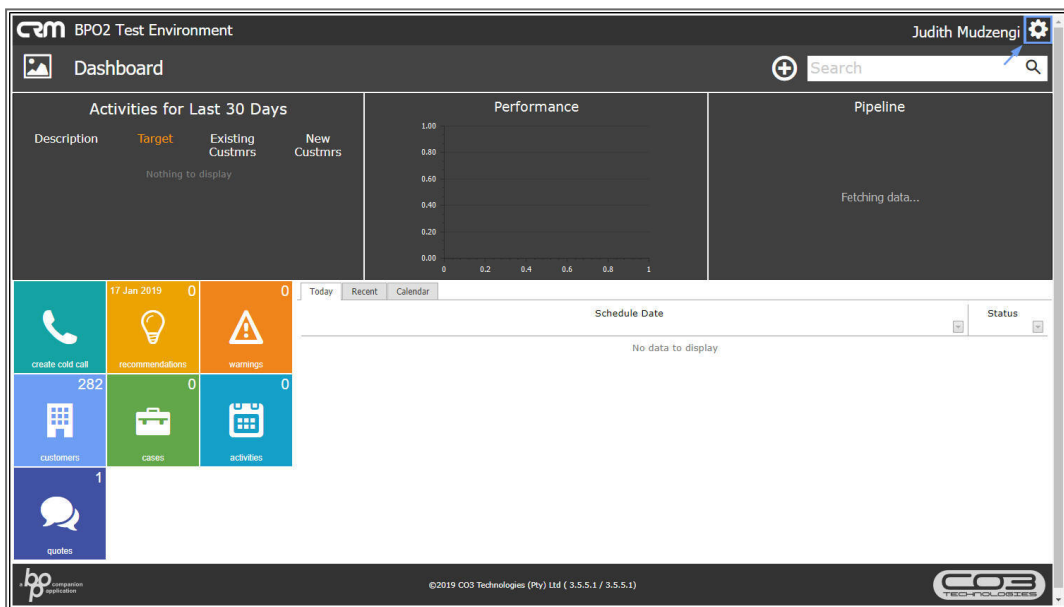 CRM BPO2 Test Environment
Judith Mudzengi
Dashboard
Search
Activities for Last 30 Days
Description Target Existing Custmrs New Custmrs
Nothing to display
Performance
1.00
0.80
0.60
0.40
0.20
0.00
0 0.2 0.4 0.6 0.8 1
Pipeline
Fetching data...
create cold call
17 Jan 2019 0
recommendations
0
warnings
282
customers
0
cases
0
activities
1
quotes
Today Recent Calendar
Schedule Date Status
No data to display
a bp companion application
©2019 CO3 Technologies (Pty) Ltd ( 3.5.5.1 / 3.5.5.1)
CO3
TECHNOLOGIES